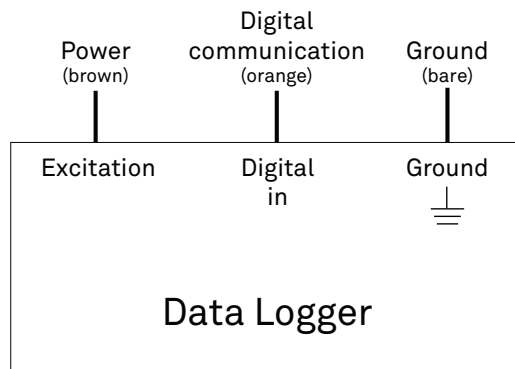 Power
(brown)
Digital
communication
(orange)
Ground
(bare)
Excitation
Digital
in
Ground
Data Logger